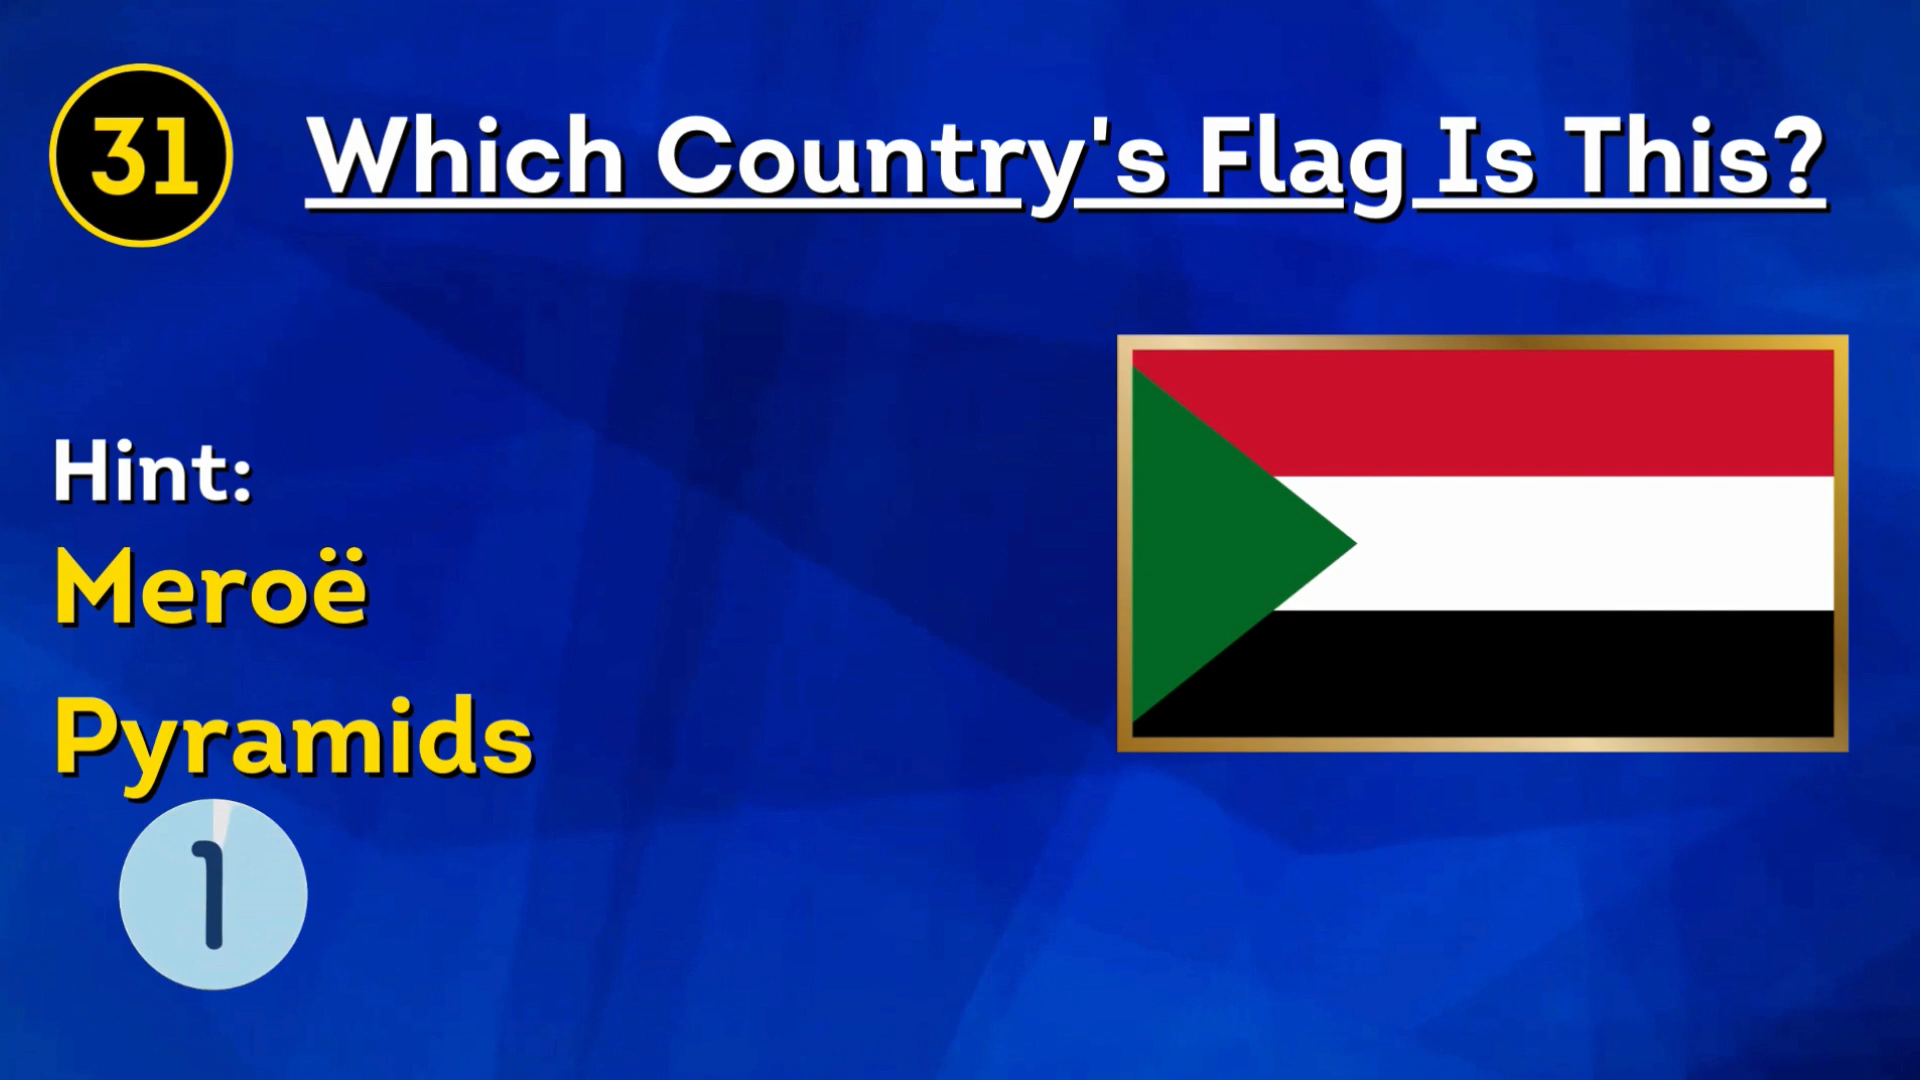 31
Which Country's Flag Is This?
Hint:
Meroë
Pyramids
1